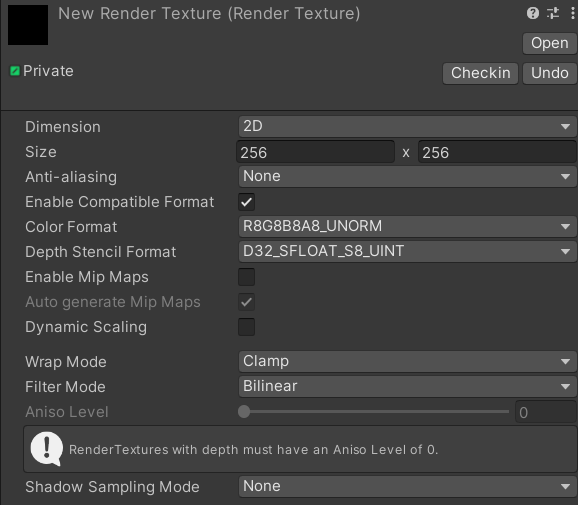 New Render Texture (Render Texture)
Open
Private
Checkin Undo
Dimension 2D
Size 256 x 256
Anti-aliasing None
Enable Compatible Format
Color Format R8G8B8A8_UNORM
Depth Stencil Format D32_SFLOAT_S8_UINT
Enable Mip Maps
Auto generate Mip Maps
Dynamic Scaling
Wrap Mode Clamp
Filter Mode Bilinear
Aniso Level 0
RenderTextures with depth must have an Aniso Level of 0.
Shadow Sampling Mode None